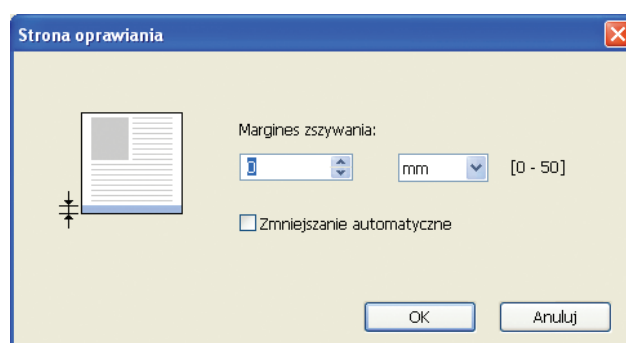 Strona oprawiania
Margines zszywania:
0 mm [0 - 50]
Zmniejszanie automatyczne
OK Anuluj